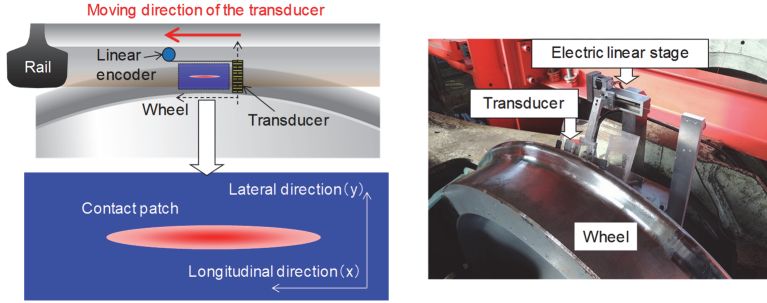 Moving direction of the transducer
Linear
encoder
Rail
Wheel
Transducer
Lateral direction(y)
Contact patch
Longitudinal direction(x)
Electric linear stage
Transducer
Wheel